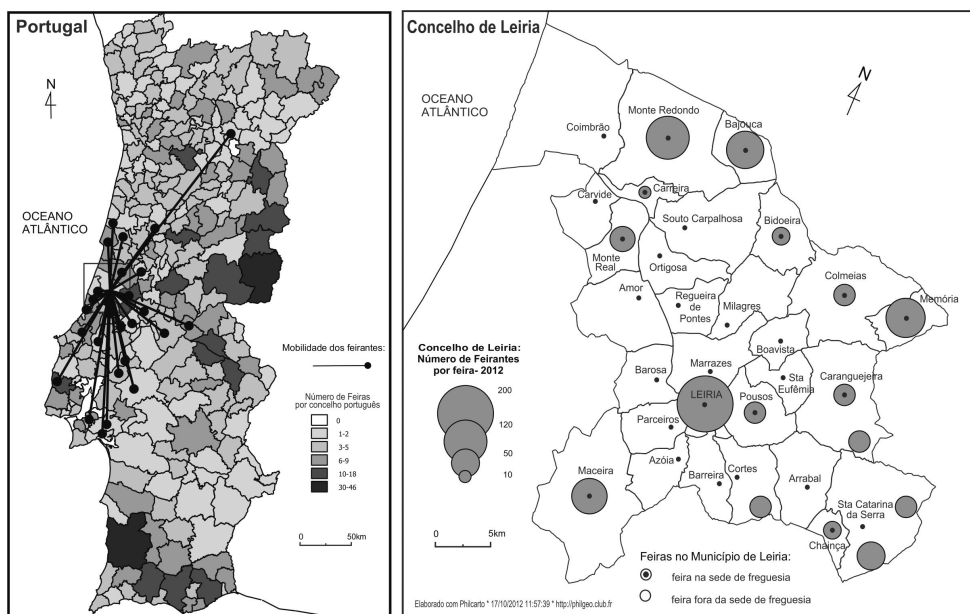 Portugal
N
OCEANO
ATLÂNTICO
Mobilidade dos feirantes:
Número de Feiras
por concelho português
0
1-2
3-5
6-9
10-18
30-46
0
50km
Concelho de Leiria
OCEANO
ATLÂNTICO
N
Monte Redondo
Coimbrão
Bajouca
Carvide
Carreira
Souto Carpalhosa
Bidoeira
Monte
Real
Ortigosa
Colmeias
Amor
Regueira
de
Pontes
Milagres
Memória
Boavista
Concelho de Leiria:
Número de Feirantes
por feira- 2012
200
120
50
10
0
5km
Marrazes
Barosa
Sta
Eufêmia
Caranguejeira
LEIRIA
Pousos
Parceiros
Azóia
Cortes
Maceira
Barreira
Arrabal
Sta Catarina
da Serra
Chainça
Feiras no Município de Leiria:
feira na sede de freguesia
feira fora da sede de freguesia
Elaborado com Philcarto * 17/10/2012 11:57:39 * http://philgeo.club.fr